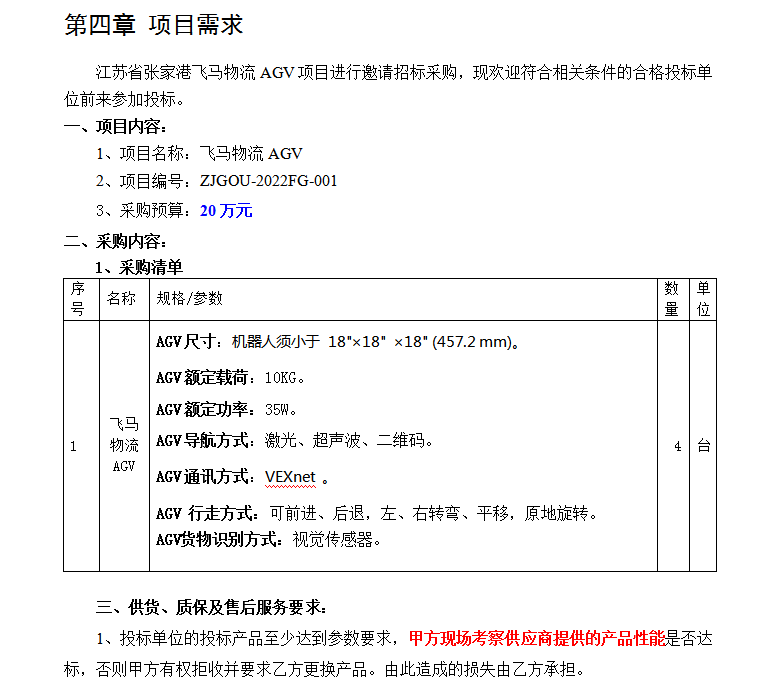 第四章 项目需求
江苏省张家港飞马物流 AGV 项目进行邀请招标采购，现欢迎符合相关条件的合格投标单
位前来参加投标。
一、项目内容：
1、项目名称：飞马物流 AGV
2、项目编号：ZJGOU-2022FG-001
3、采购预算：20 万元
二、采购内容：
1、采购清单
序号 名称 规格/参数 数量 单位
AGV 尺寸：机器人须小于 18"×18" ×18" (457.2 mm)。
AGV 额定载荷：10KG。
AGV 额定功率：35W。
1 飞马物流AGV AGV 导航方式：激光、超声波、二维码。 4 台
AGV 通讯方式：VEXnet 。
AGV 行走方式：可前进、后退，左、右转弯、平移，原地旋转。
AGV货物识别方式：视觉传感器。
三、供货、质保及售后服务要求：
1、投标单位的投标产品至少达到参数要求，甲方现场考察供应商提供的产品性能是否达
标，否则甲方有权拒收并要求乙方更换产品。由此造成的损失由乙方承担。